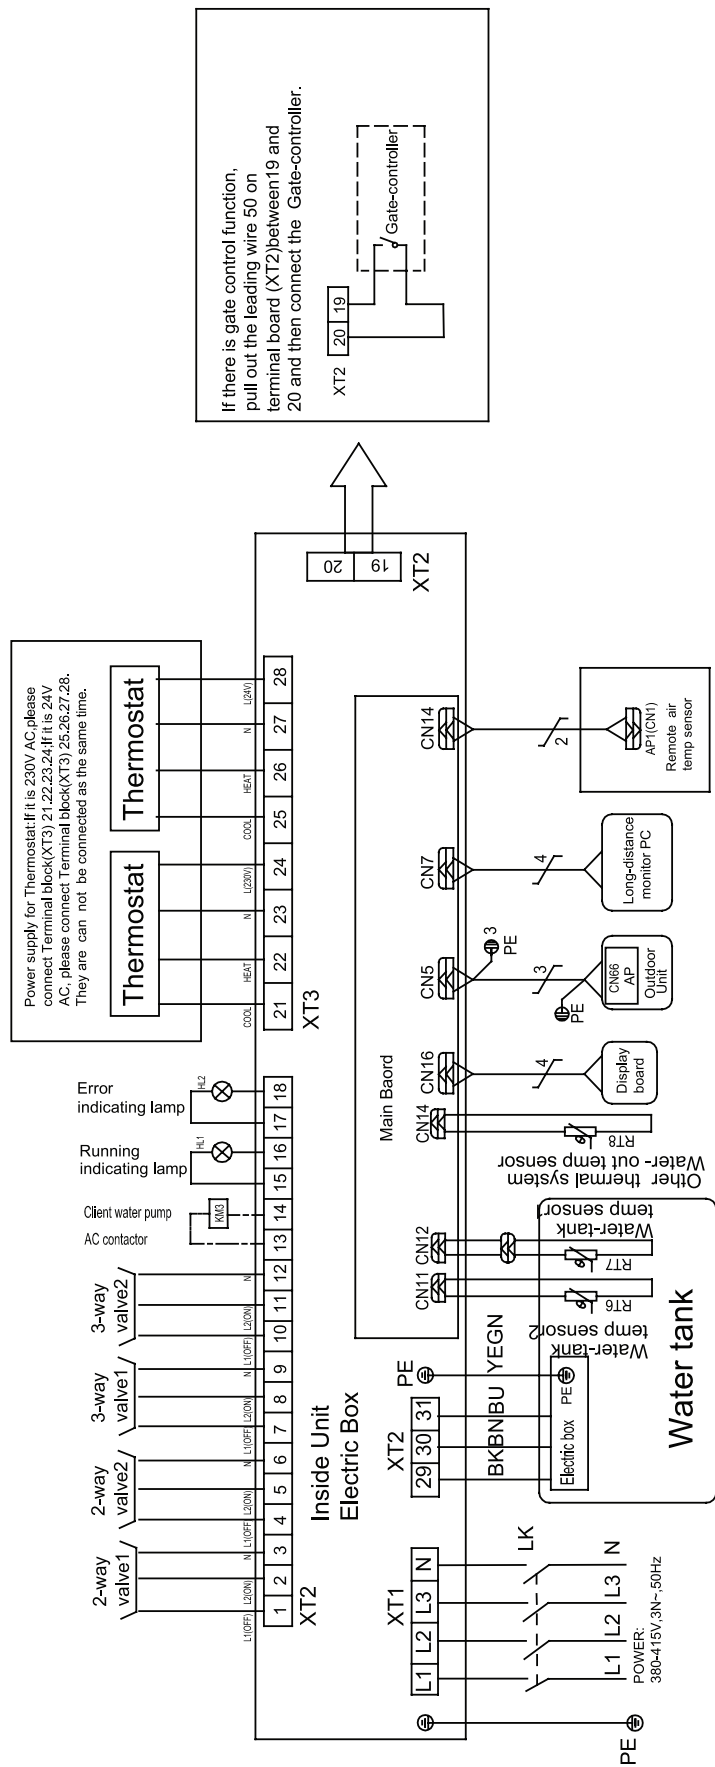 If there is gate control function,
pull out the leading wire 50 on
terminal board (XT2)between19 and
20 and then connect the Gate-controller.
XT2
20 19
Gate-controller
Power supply for Thermostat:If it is 230V AC,please
connect Terminal block(XT3) 21.22.23.24;If it is 24V
AC, please connect Terminal block(XT3) 25.26.27.28.
They are can not be connected as the same time.
Thermostat
Thermostat
2-way
valve1
2-way
valve2
3-way
valve1
3-way
valve2
AC contactor
Client water pump
KM3
Running
indicating lamp
HL1
Error
indicating lamp
HL2
L1(OFF) L2(ON) N L1(OFF) L2(ON) N L1(OFF) L2(ON) N L1(OFF) L2(ON) N
COOL HEAT N L(230V) COOL HEAT N L(24V)
1 2 3 4 5 6 7 8 9 10 11 12 13 14 15 16 17 18
XT2
21 22 23 24 25 26 27 28
XT3
20 19
XT2
Inside Unit
Electric Box
Main Baord
XT1
L1 L2 L3 N
XT2
29 30 31
PE
CN11
CN12
CN14
CN16
CN5
CN7
CN14
BK BN BU YEGN
LK
L1 L2 L3 N
POWER:
380-415V,3N~,50Hz
PE
Electric box
PE
Water tank
RT6
Water-tank
temp sensor2
RT7
Water-tank
temp sensor1
RT8
Other thermal system
Water- out temp sensor
4
Display
board
3
PE
3
PE
CN66
AP
Outdoor
Unit
4
Long-distance
monitor PC
2
AP1(CN1)
Remote air
temp sensor